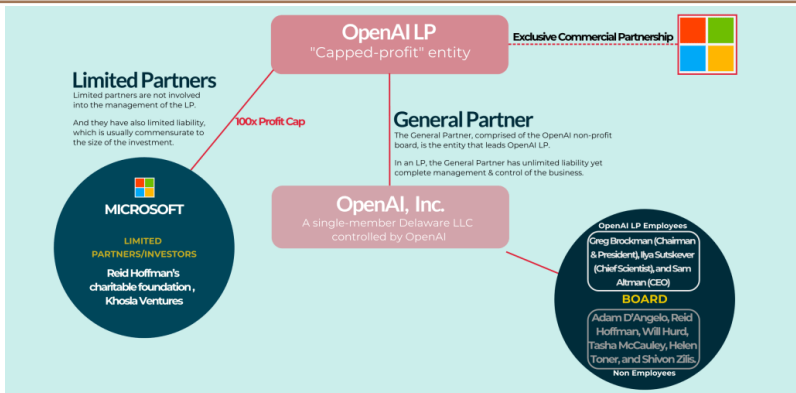 OpenAI LP
"Capped-profit" entity
Exclusive Commercial Partnership
Limited Partners
Limited partners are not involved
into the management of the LP.
And they have also limited liability,
which is usually commensurate to
the size of the investment.
100x Profit Cap
General Partner
The General Partner, comprised of the OpenAI non-profit
board, is the entity that leads OpenAI LP.
In an LP, the General Partner has unlimited liability yet
complete management & control of the business.
MICROSOFT
LIMITED
PARTNERS/INVESTORS
Reid Hoffman's
charitable foundation ,
Khosla Ventures
OpenAI, Inc.
A single-member Delaware LLC
controlled by OpenAI
OpenAI LP Employees
Greg Brockman (Chairman
& President), Ilya Sutskever
(Chief Scientist), and Sam
Altman (CEO)
BOARD
Adam D'Angelo, Reid
Hoffman, Will Hurd,
Tasha McCauley, Helen
Toner, and Shivon Zilis.
Non Employees